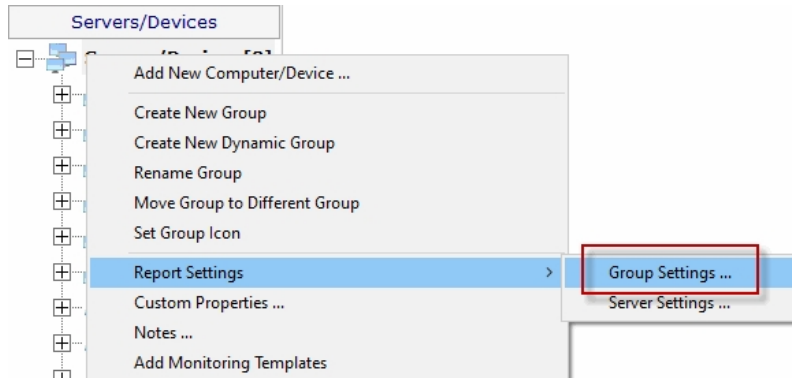 Servers/Devices
Add New Computer/Device ...
Create New Group
Create New Dynamic Group
Rename Group
Move Group to Different Group
Set Group Icon
Report Settings >
Group Settings ...
Custom Properties ...
Server Settings ...
Notes ...
Add Monitoring Templates